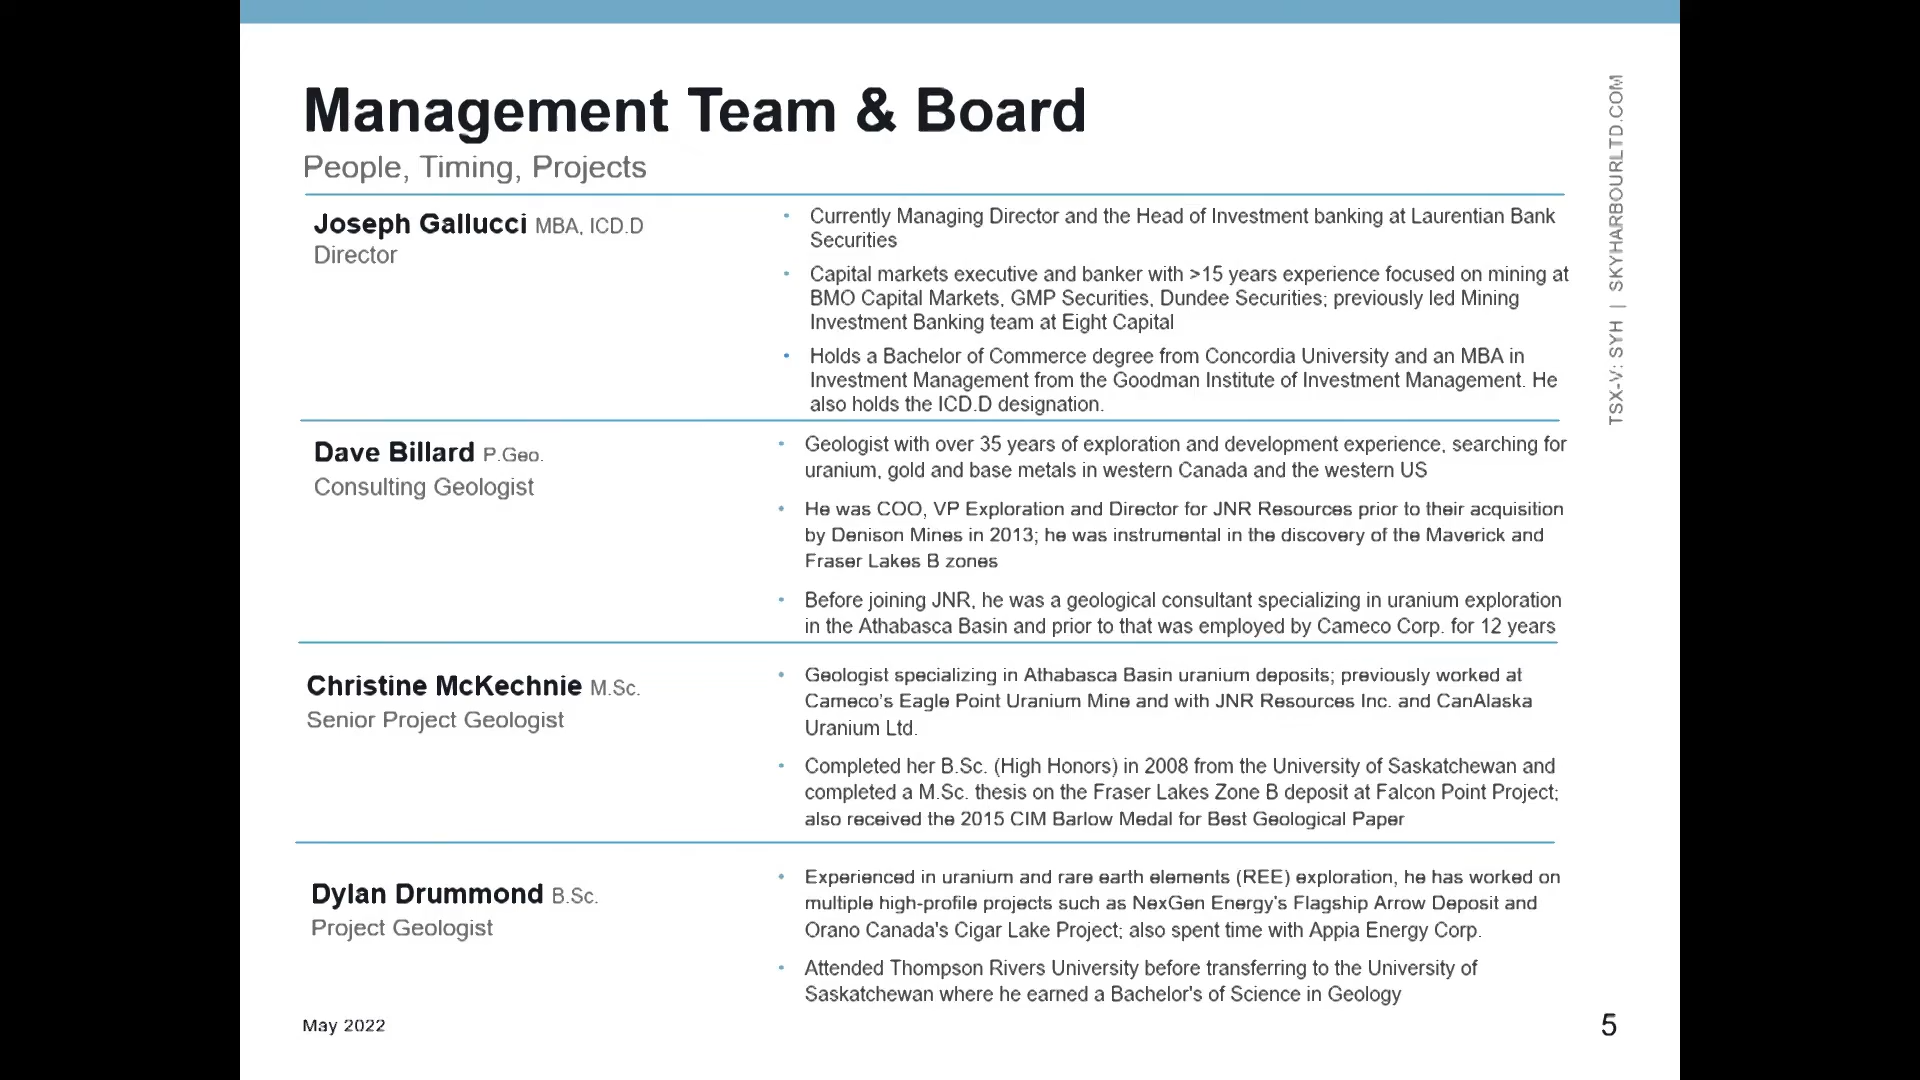 Management Team & Board
People, Timing, Projects
Joseph Gallucci MBA, ICD.D
Director
• Currently Managing Director and the Head of Investment banking at Laurentian Bank
Securities
• Capital markets executive and banker with >15 years experience focused on mining at
BMO Capital Markets, GMP Securities, Dundee Securities; previously led Mining
Investment Banking team at Eight Capital
• Holds a Bachelor of Commerce degree from Concordia University and an MBA in
Investment Management from the Goodman Institute of Investment Management. He
also holds the ICD.D designation.
Dave Billard P.Geo.
Consulting Geologist
• Geologist with over 35 years of exploration and development experience, searching for
uranium, gold and base metals in western Canada and the western US
• He was COO, VP Exploration and Director for JNR Resources prior to their acquisition
by Denison Mines in 2013; he was instrumental in the discovery of the Maverick and
Fraser Lakes B zones
• Before joining JNR, he was a geological consultant specializing in uranium exploration
in the Athabasca Basin and prior to that was employed by Cameco Corp. for 12 years
Christine McKechnie M.Sc.
Senior Project Geologist
• Geologist specializing in Athabasca Basin uranium deposits; previously worked at
Cameco's Eagle Point Uranium Mine and with JNR Resources Inc. and CanAlaska
Uranium Ltd.
• Completed her B.Sc. (High Honors) in 2008 from the University of Saskatchewan and
completed a M.Sc. thesis on the Fraser Lakes Zone B deposit at Falcon Point Project;
also received the 2015 CIM Barlow Medal for Best Geological Paper
Dylan Drummond B.Sc.
Project Geologist
• Experienced in uranium and rare earth elements (REE) exploration, he has worked on
multiple high-profile projects such as NexGen Energy's Flagship Arrow Deposit and
Orano Canada's Cigar Lake Project; also spent time with Appia Energy Corp.
• Attended Thompson Rivers University before transferring to the University of
Saskatchewan where he earned a Bachelor's of Science in Geology
May 2022
5
TSX-V: SYH | SKYHARBOURLTD.COM